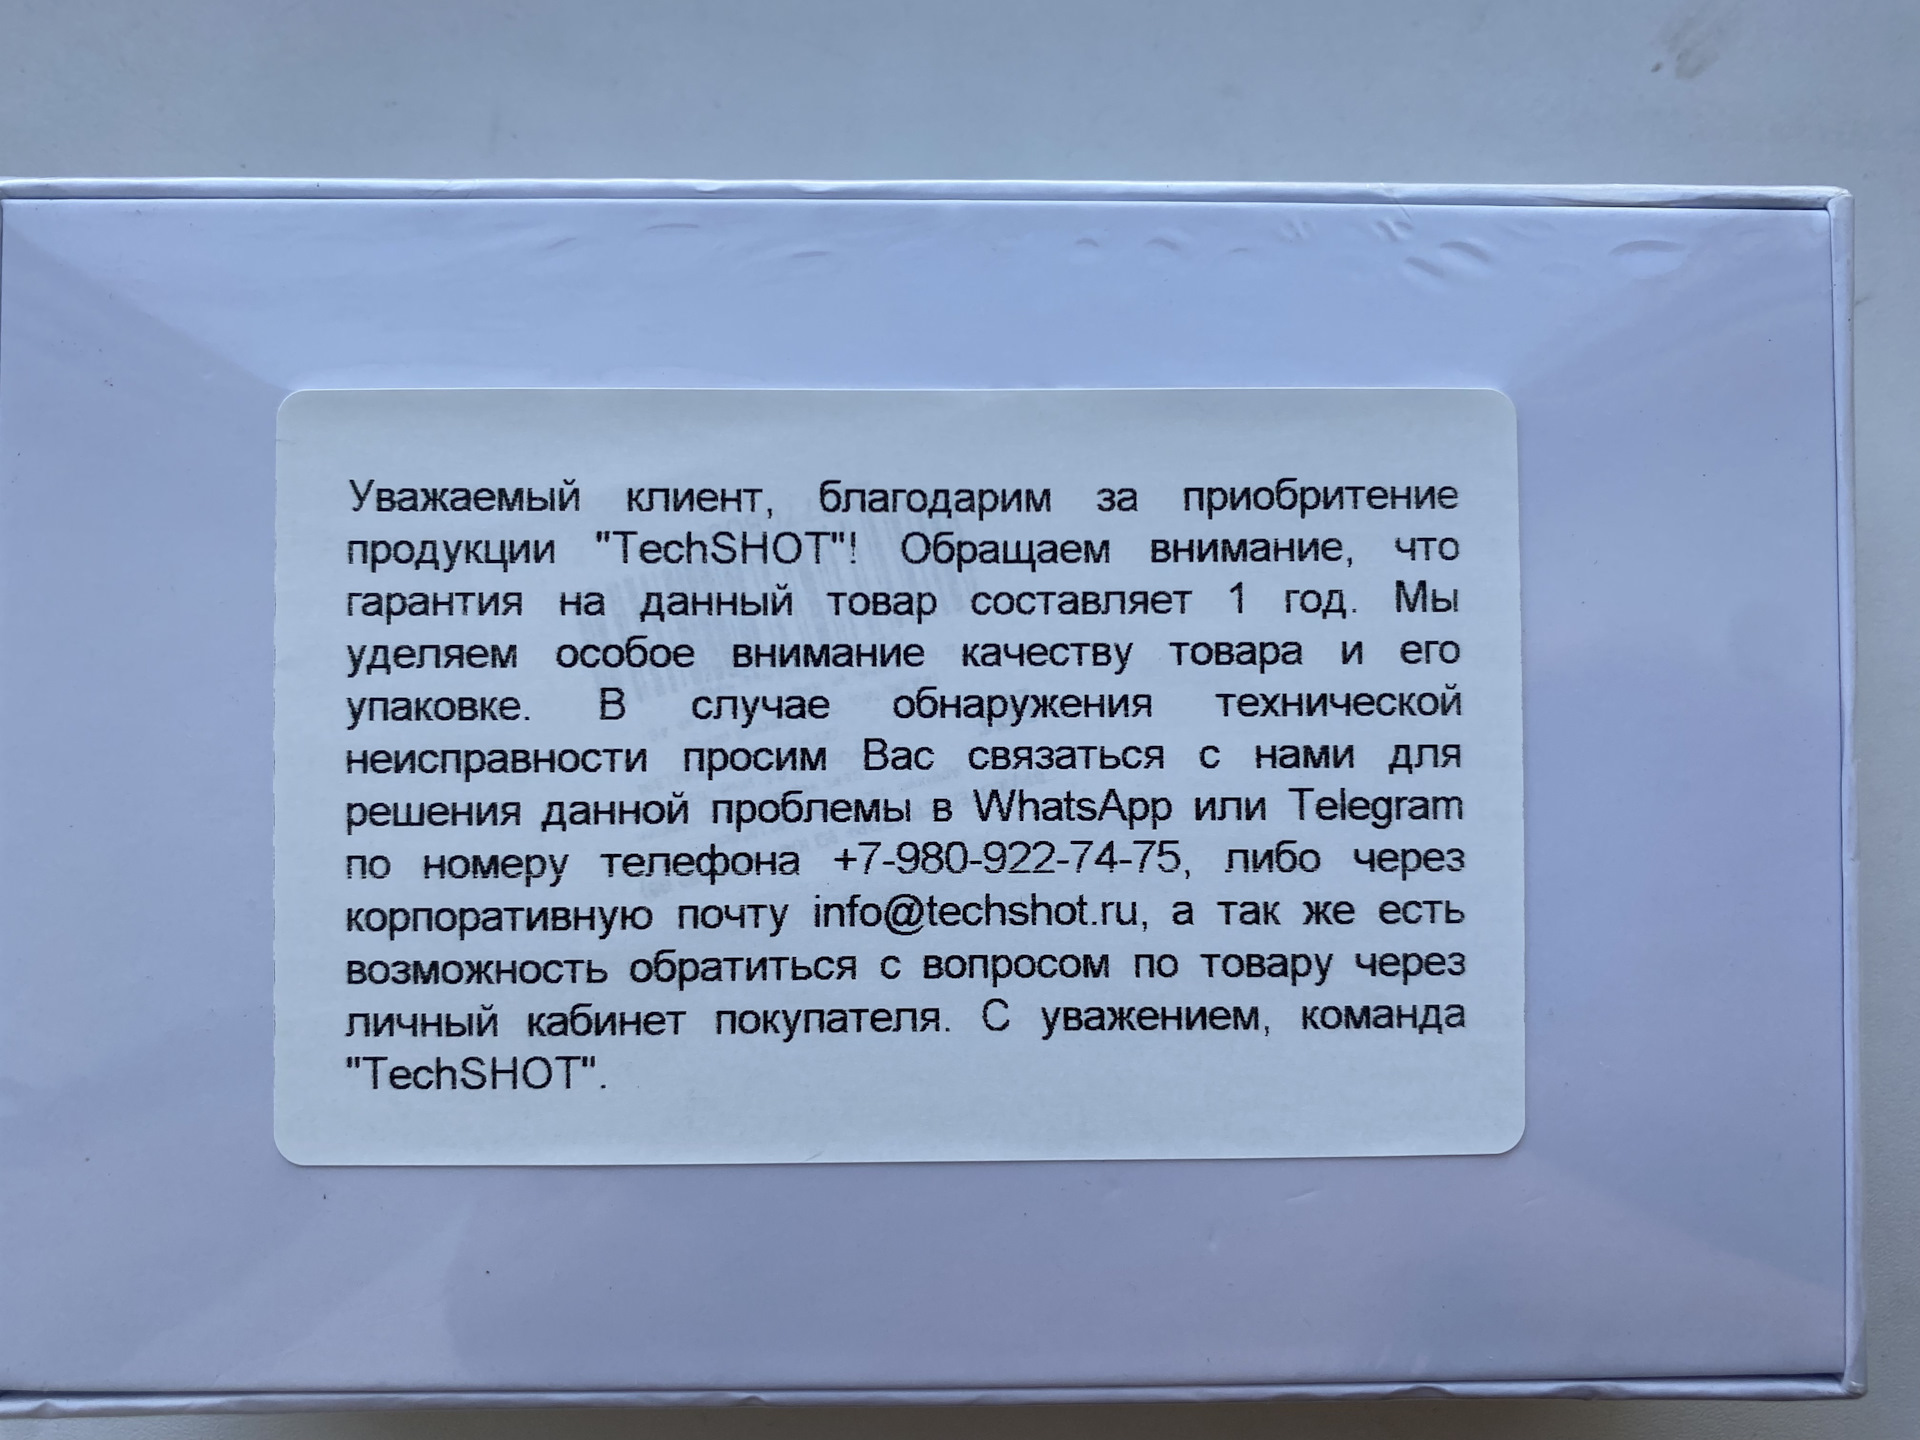 Уважаемый клиент, благодарим за приобритение
продукции "TechSHOT"! Обращаем внимание, что
гарантия на данный товар составляет 1 год. Мы
уделяем особое внимание качеству товара и его
упаковке. В случае обнаружения технической
неисправности просим Вас связаться с нами для
решения данной проблемы в WhatsApp или Telegram
по номеру телефона +7-980-922-74-75, либо через
корпоративную почту info@techshot.ru, а так же есть
возможность обратиться с вопросом по товару через
личный кабинет покупателя. С уважением, команда
"TechSHOT".